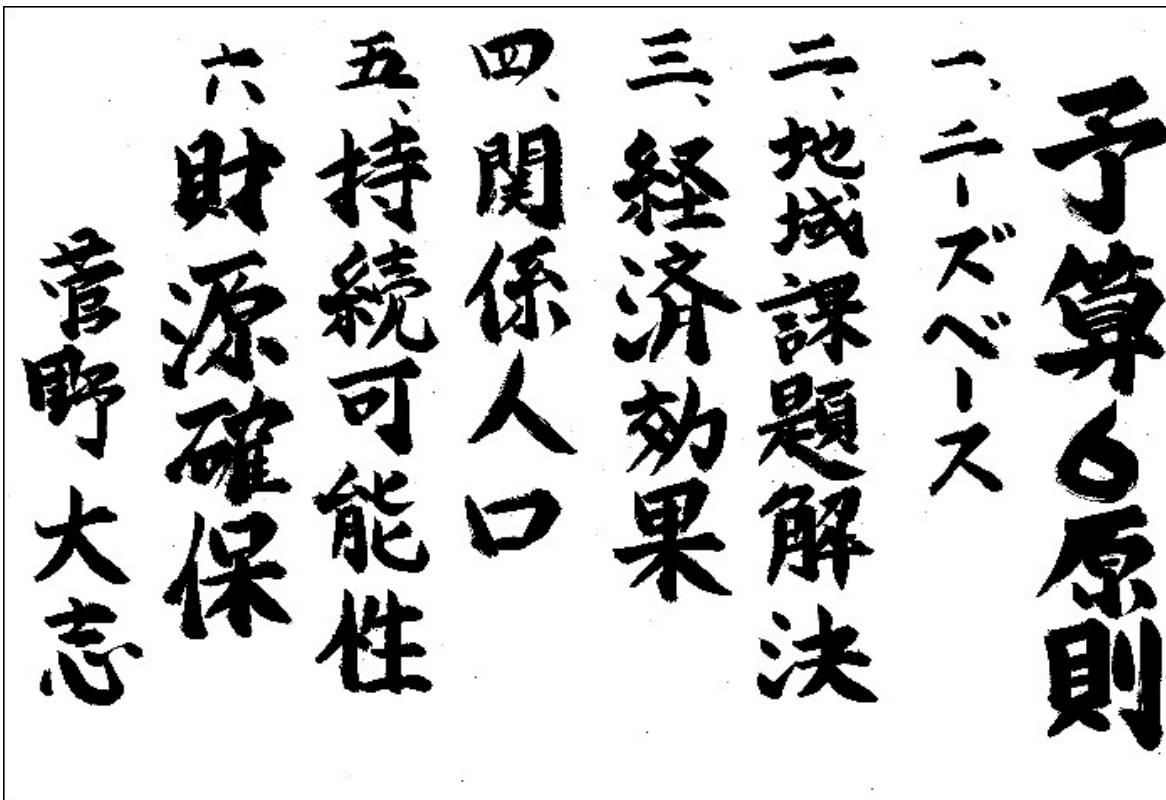 予算6原則
一、ニーズベース
二、地域課題解決
三、経済効果
四、関係人口
五、持続可能性
六財源確保
菅野大志